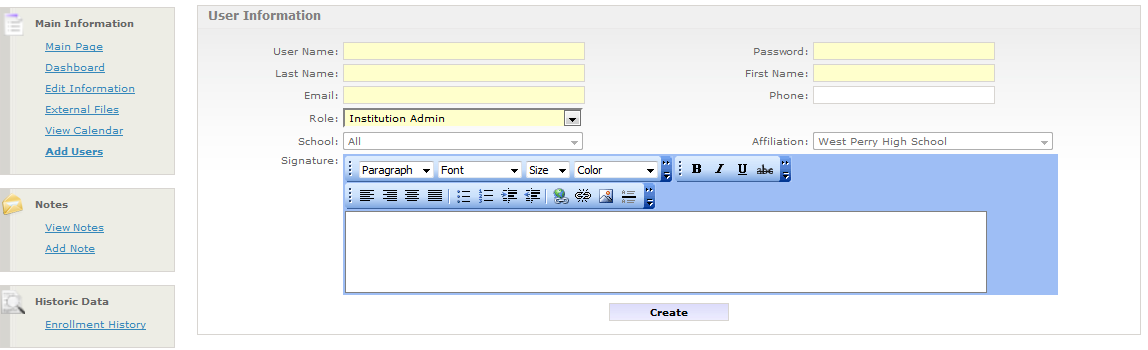 Main Information
Main Page
Dashboard
Edit Information
External Files
View Calendar
Add Users
Notes
View Notes
Add Note
Historic Data
Enrollment History
User Information
User Name: Password:
Last Name: First Name:
Email: Phone:
Role: Institution Admin
School: All Affiliation: West Perry High School
Signature: Paragraph Font Size Color B I U abc
Create